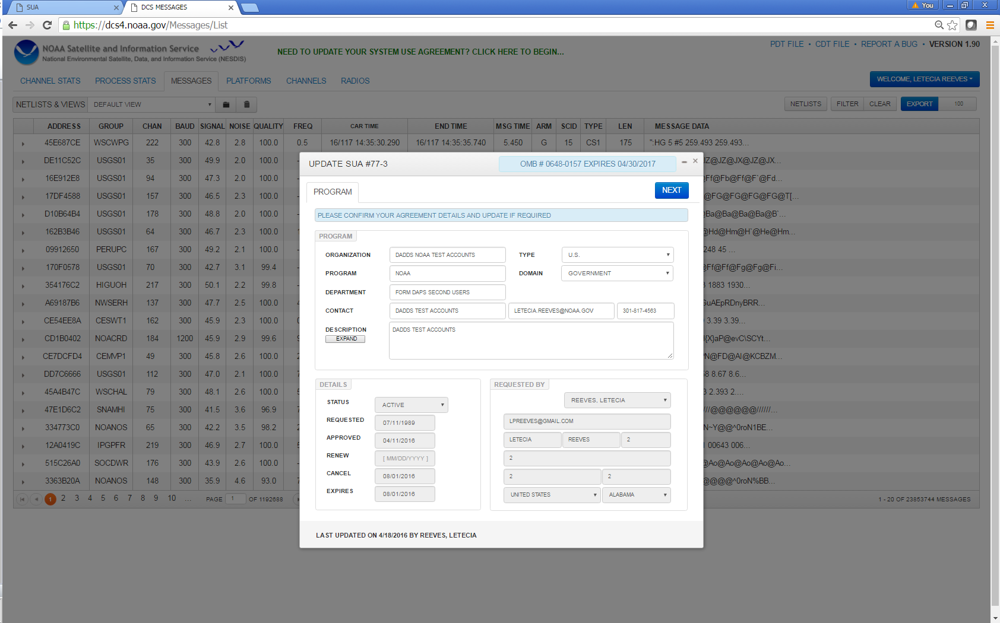 SUA
DCS MESSAGES
You
https://dcs4.noaa.gov/Messages/List
NOAA Satellite and Information Service
National Environmental Satellite, Data, and Information Service (NESDIS)
NEED TO UPDATE YOUR SYSTEM USE AGREEMENT? CLICK HERE TO BEGIN...
PDT FILE • CDT FILE • REPORT A BUG • VERSION 1.90
CHANNEL STATS PROCESS STATS MESSAGES PLATFORMS CHANNELS RADIOS
WELCOME, LETECIA REEVES
NETLISTS & VIEWS DEFAULT VIEW
NETLISTS FILTER CLEAR EXPORT 100
ADDRESS GROUP CHAN BAUD SIGNAL NOISE QUALITY FREQ CAR TIME END TIME MSG TIME ARM SCID TYPE LEN MESSAGE DATA
45E687CE WSCWPG 222 300 42.8 2.8 100.0 0.5 16/117 14:35:30.290 16/117 14:35:35.740 5.450 G 15 CS1 175 ":HG 5 #5 259.493 259.493...
DE11C52C USGS01 35 300 49.9 2.0 100.0 - JZ@JZ@JX@JZ@JX...
16E912E8 USGS01 94 300 47.3 2.0 100.0 - @Ff@Fb@Ff@F`@Fd...
17DF4588 USGS01 157 300 46.5 2.3 100.0 - @FG@FG@FG@FG@T[...
D10B64B4 USGS01 178 300 48.8 2.0 100.0 - @Ba@Ba@Ba@Ba@B`...
162B3B46 USGS01 64 300 46.7 2.3 100.0 @Hd@Hm@H`@He@Hm...
09912650 PERUPC 167 300 49.2 2.1 100.0 - 248 45 ...
170F0578 USGS01 70 300 42.7 3.1 99.4 - @Ff@Ff@Fg@Fg@Fi...
354176C2 HIGUOH 217 300 50.1 2.2 99.8 - 1883 1930...
A69187B6 NWSERH 137 300 47.7 2.5 100.0 GuAEpRDnyBRR...
CE54EE8A CESWT1 162 300 45.9 2.3 100.0 3.39 3.39...
CD1B0402 NOACRD 184 1200 45.9 2.9 99.6 {X}aP@evC\SCYt...
CE7DCFD4 CEMVP1 49 300 45.8 2.6 100.0 N@FD@AI@KCBZM...
DD7C6666 USGS01 112 300 47.0 2.1 100.0 8.67 8.6...
45A4B47C WSCHAL 79 300 48.1 2.6 100.0 2.393 2....
47E1D6C2 SNAMHI 75 300 41.5 3.6 96.9 ///@@@@@@//////...
334773C0 NOANOS 65 300 42.2 3.5 98.2 N~Y@@^0roN1BE...
12A0419C IPGPFR 219 300 46.9 2.7 100.0 00643 006...
515C26A0 SOCDWR 176 300 43.9 2.6 100.0 @Ao@Ao@Ao@Ao@Ao...
3363B20A NOANOS 148 300 35.9 4.6 93.0 @@@@^0roN%BB...
1 2 3 4 5 6 7 8 9 10 ... PAGE 1 OF 1192688
1 - 20 OF 23853744 MESSAGES
UPDATE SUA #77-3
OMB # 0648-0157 EXPIRES 04/30/2017
PROGRAM
NEXT
PLEASE CONFIRM YOUR AGREEMENT DETAILS AND UPDATE IF REQUIRED
PROGRAM
ORGANIZATION DADDS NOAA TEST ACCOUNTS TYPE U.S.
PROGRAM NOAA DOMAIN GOVERNMENT
DEPARTMENT FORM DAPS SECOND USERS
CONTACT DADDS TEST ACCOUNTS LETECIA.REEVES@NOAA.GOV 301-817-4563
DESCRIPTION DADDS TEST ACCOUNTS
EXPAND
DETAILS
STATUS ACTIVE
REQUESTED 07/11/1989
APPROVED 04/11/2016
RENEW [ MM/DD/YYYY ]
CANCEL 08/01/2016
EXPIRES 08/01/2016
REQUESTED BY
REEVES, LETECIA
LPREEVES@GMAIL.COM
LETECIA REEVES 2
2
2 2
UNITED STATES ALABAMA
LAST UPDATED ON 4/18/2016 BY REEVES, LETECIA